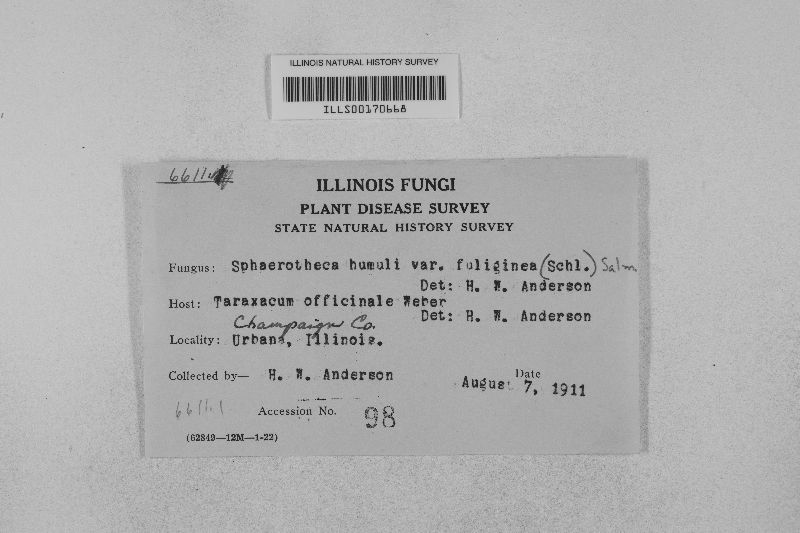 ILLINOIS NATURAL HISTORY SURVEY
ILLS00170668
ILLINOIS FUNGI
PLANT DISEASE SURVEY
STATE NATURAL HISTORY SURVEY
Fungus: Sphaerotheca humuli var. fuliginea (Schl.) Salm.
Det: H. W. Anderson
Host: Taraxacum officinale Weber
Det: H. W. Anderson
Champaign Co.
Locality: Urbana, Illinois.
Collected by— H. W. Anderson
Date
August 7, 1911
6611.1
Accession No. 98
(62849—12M—1-22)